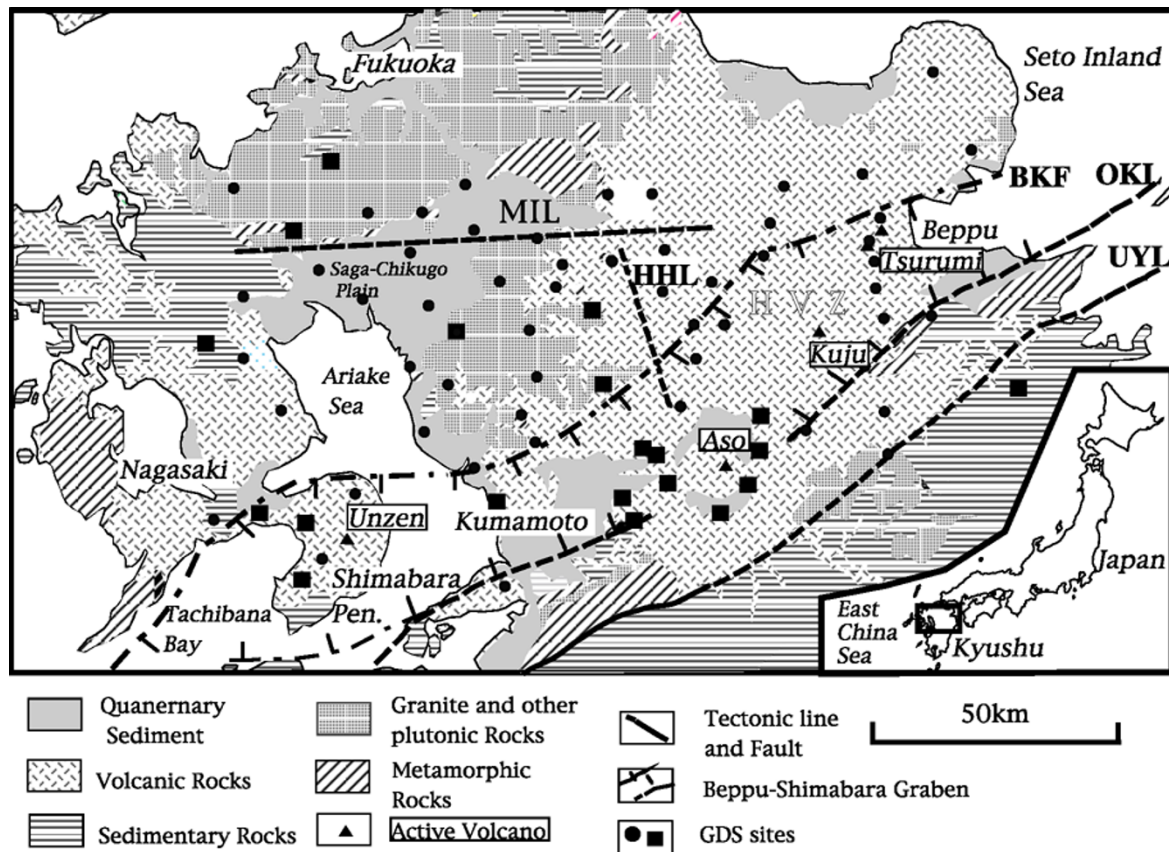 Fukuoka
Seto Inland
Sea
BKF
OKL
MIL
Beppu
UYL
Saga-Chikugo
Plain
HHL
Tsurumi
H V Z
Kuju
Ariake
Sea
Aso
Nagasaki
Unzen
Kumamoto
Shimabara
Pen.
Tachibana
Bay
Japan
East
China
Sea
Kyushu
Quanernary
Sediment
Granite and other
plutonic Rocks
Tectonic line
and Fault
50km
Volcanic Rocks
Metamorphic
Rocks
Beppu-Shimabara Graben
Sedimentary Rocks
Active Volcano
GDS sites